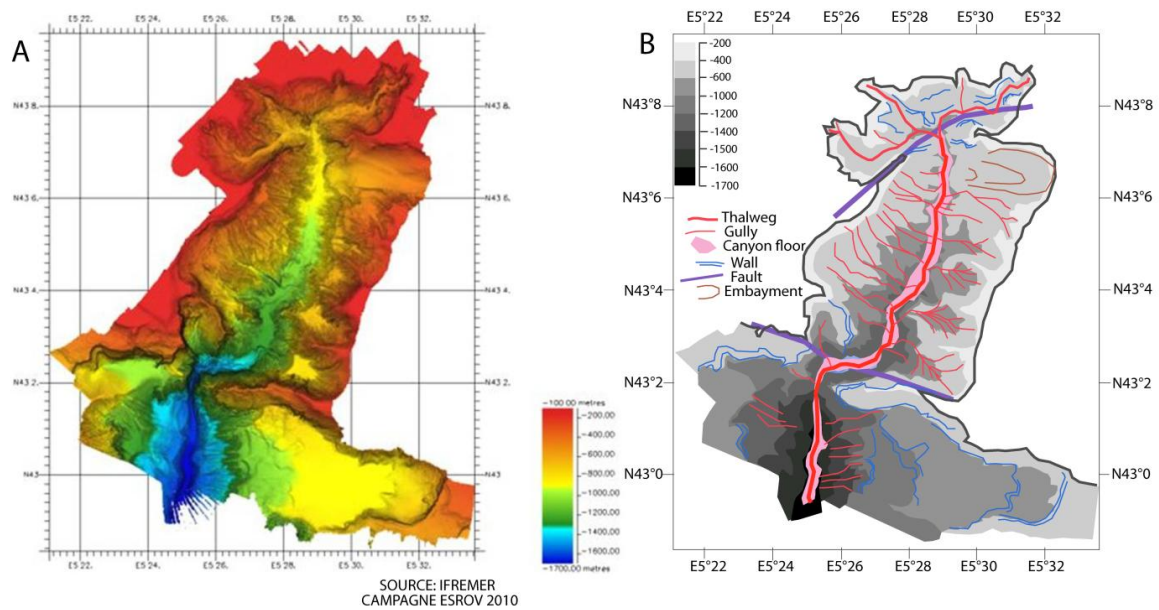 E5 22, E5 24, E5 26, E5 28, E5 30, E5 32,
A
N43 8,
N43 6,
N43 4,
N43 2,
N43
N43 8,
N43 6,
N43 4,
N43 2,
N43
E5 22, E5 24, E5 26, E5 28, E5 30, E5 32,
SOURCE: IFREMER
CAMPAGNE ESROV 2010
-100 00 metres
-200.00
-400.00
-600.00
-800.00
-1000.00
-1200.00
-1400.00
-1600.00
-1700.00 metres
E5°22 E5°24 E5°26 E5°28 E5°30 E5°32
B
-200
-400
-600
-1200
-1400
-1000
-1100
-1600
-1700
Thalweg
Gully
Canyon floor
Wall
Fault
Embayment
N43°8
N43°6
N43°4
N43°2
N43°0
N43°8
N43°6
N43°4
N43°2
N43°0
E5°22 E5°24 E5°26 E5°28 E5°30 E5°32